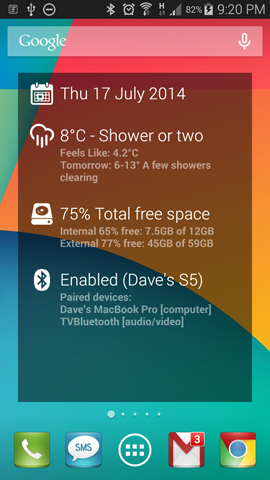 82% 9:20 PM
Google
Thu 17 July 2014
8°C - Shower or two
Feels Like: 4.2°C
Tomorrow: 6-13° A few showers
clearing
75% Total free space
Internal 65% free: 7.5GB of 12GB
External 77% free: 45GB of 59GB
Enabled (Dave's S5)
Paired devices:
Dave's MacBook Pro [computer]
TVBluetooth [audio/video]
SMS
3